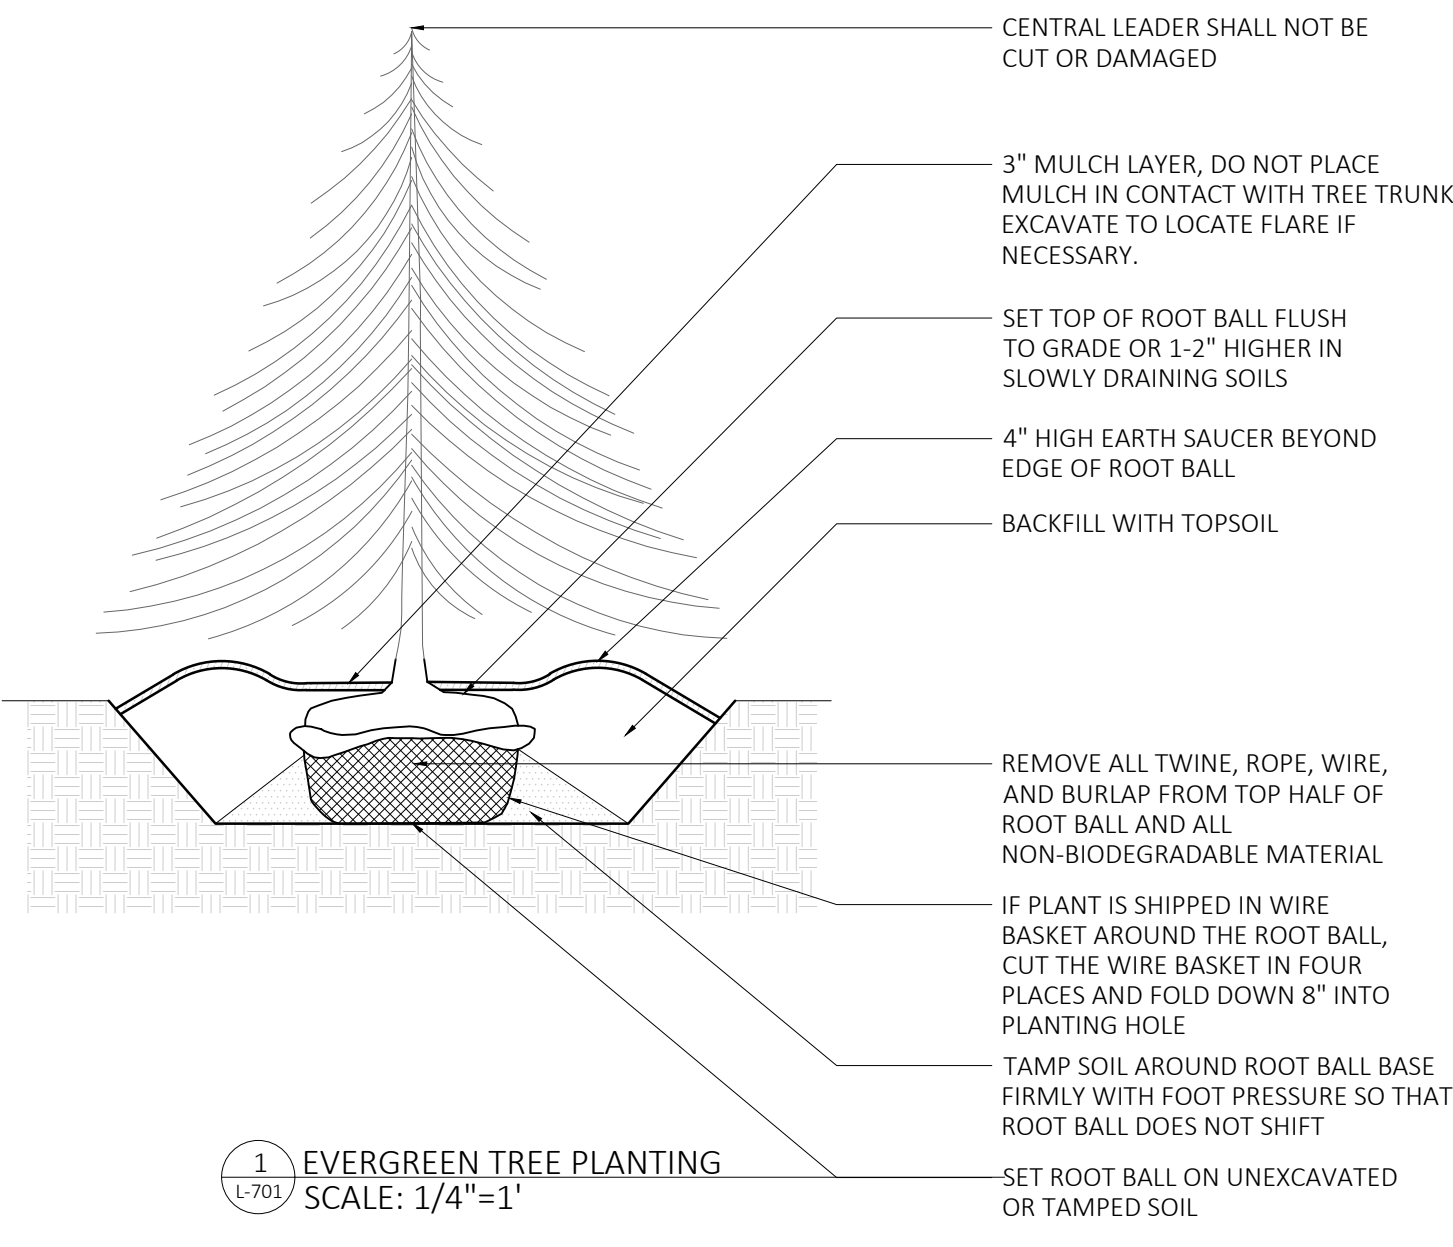 CENTRAL LEADER SHALL NOT BE
CUT OR DAMAGED
3" MULCH LAYER, DO NOT PLACE
MULCH IN CONTACT WITH TREE TRUNK
EXCAVATE TO LOCATE FLARE IF
NECESSARY.
SET TOP OF ROOT BALL FLUSH
TO GRADE OR 1-2" HIGHER IN
SLOWLY DRAINING SOILS
4" HIGH EARTH SAUCER BEYOND
EDGE OF ROOT BALL
BACKFILL WITH TOPSOIL
REMOVE ALL TWINE, ROPE, WIRE,
AND BURLAP FROM TOP HALF OF
ROOT BALL AND ALL
NON-BIODEGRADABLE MATERIAL
IF PLANT IS SHIPPED IN WIRE
BASKET AROUND THE ROOT BALL,
CUT THE WIRE BASKET IN FOUR
PLACES AND FOLD DOWN 8" INTO
PLANTING HOLE
TAMP SOIL AROUND ROOT BALL BASE
FIRMLY WITH FOOT PRESSURE SO THAT
ROOT BALL DOES NOT SHIFT
SET ROOT BALL ON UNEXCAVATED
OR TAMPED SOIL
1
L-701
EVERGREEN TREE PLANTING
SCALE: 1/4"=1'